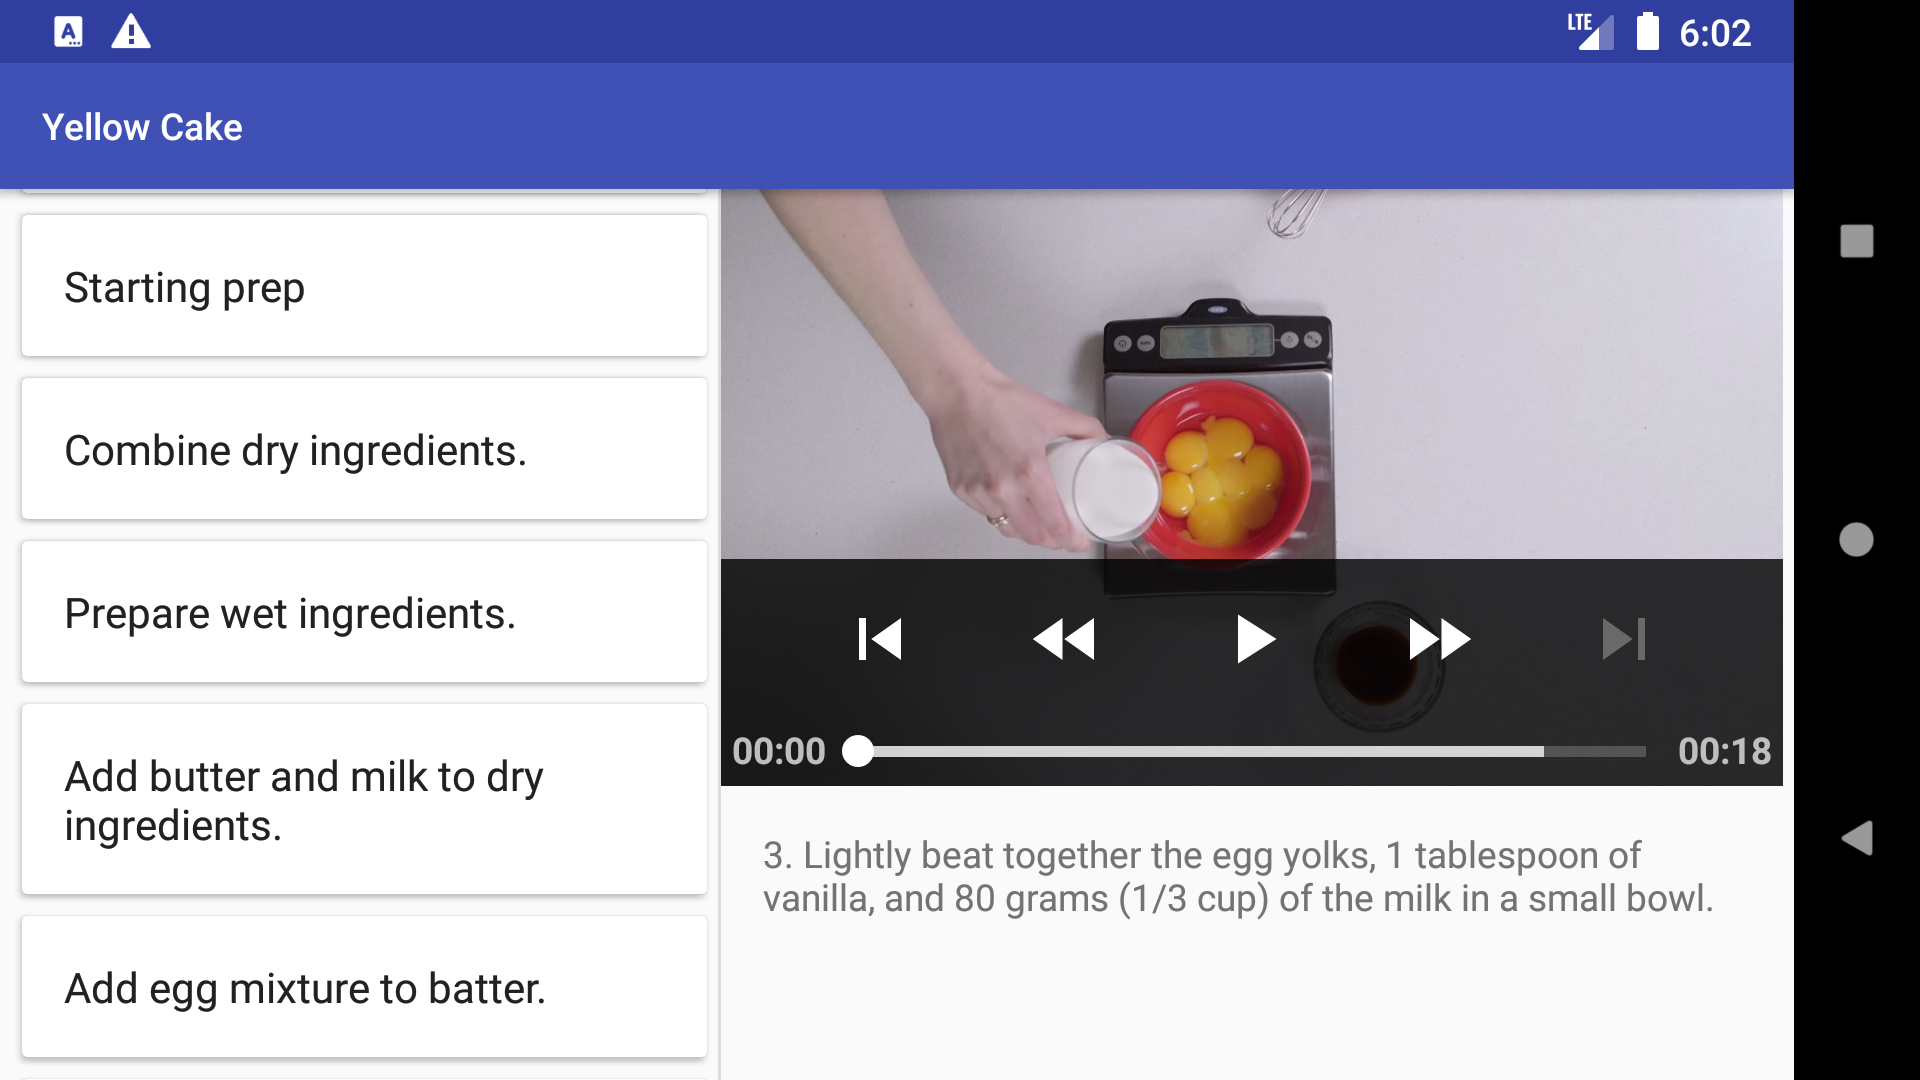 LTE 6:02
Yellow Cake
Starting prep
Combine dry ingredients.
Prepare wet ingredients.
Add butter and milk to dry
ingredients.
Add egg mixture to batter.
00:00
00:18
3. Lightly beat together the egg yolks, 1 tablespoon of
vanilla, and 80 grams (1/3 cup) of the milk in a small bowl.